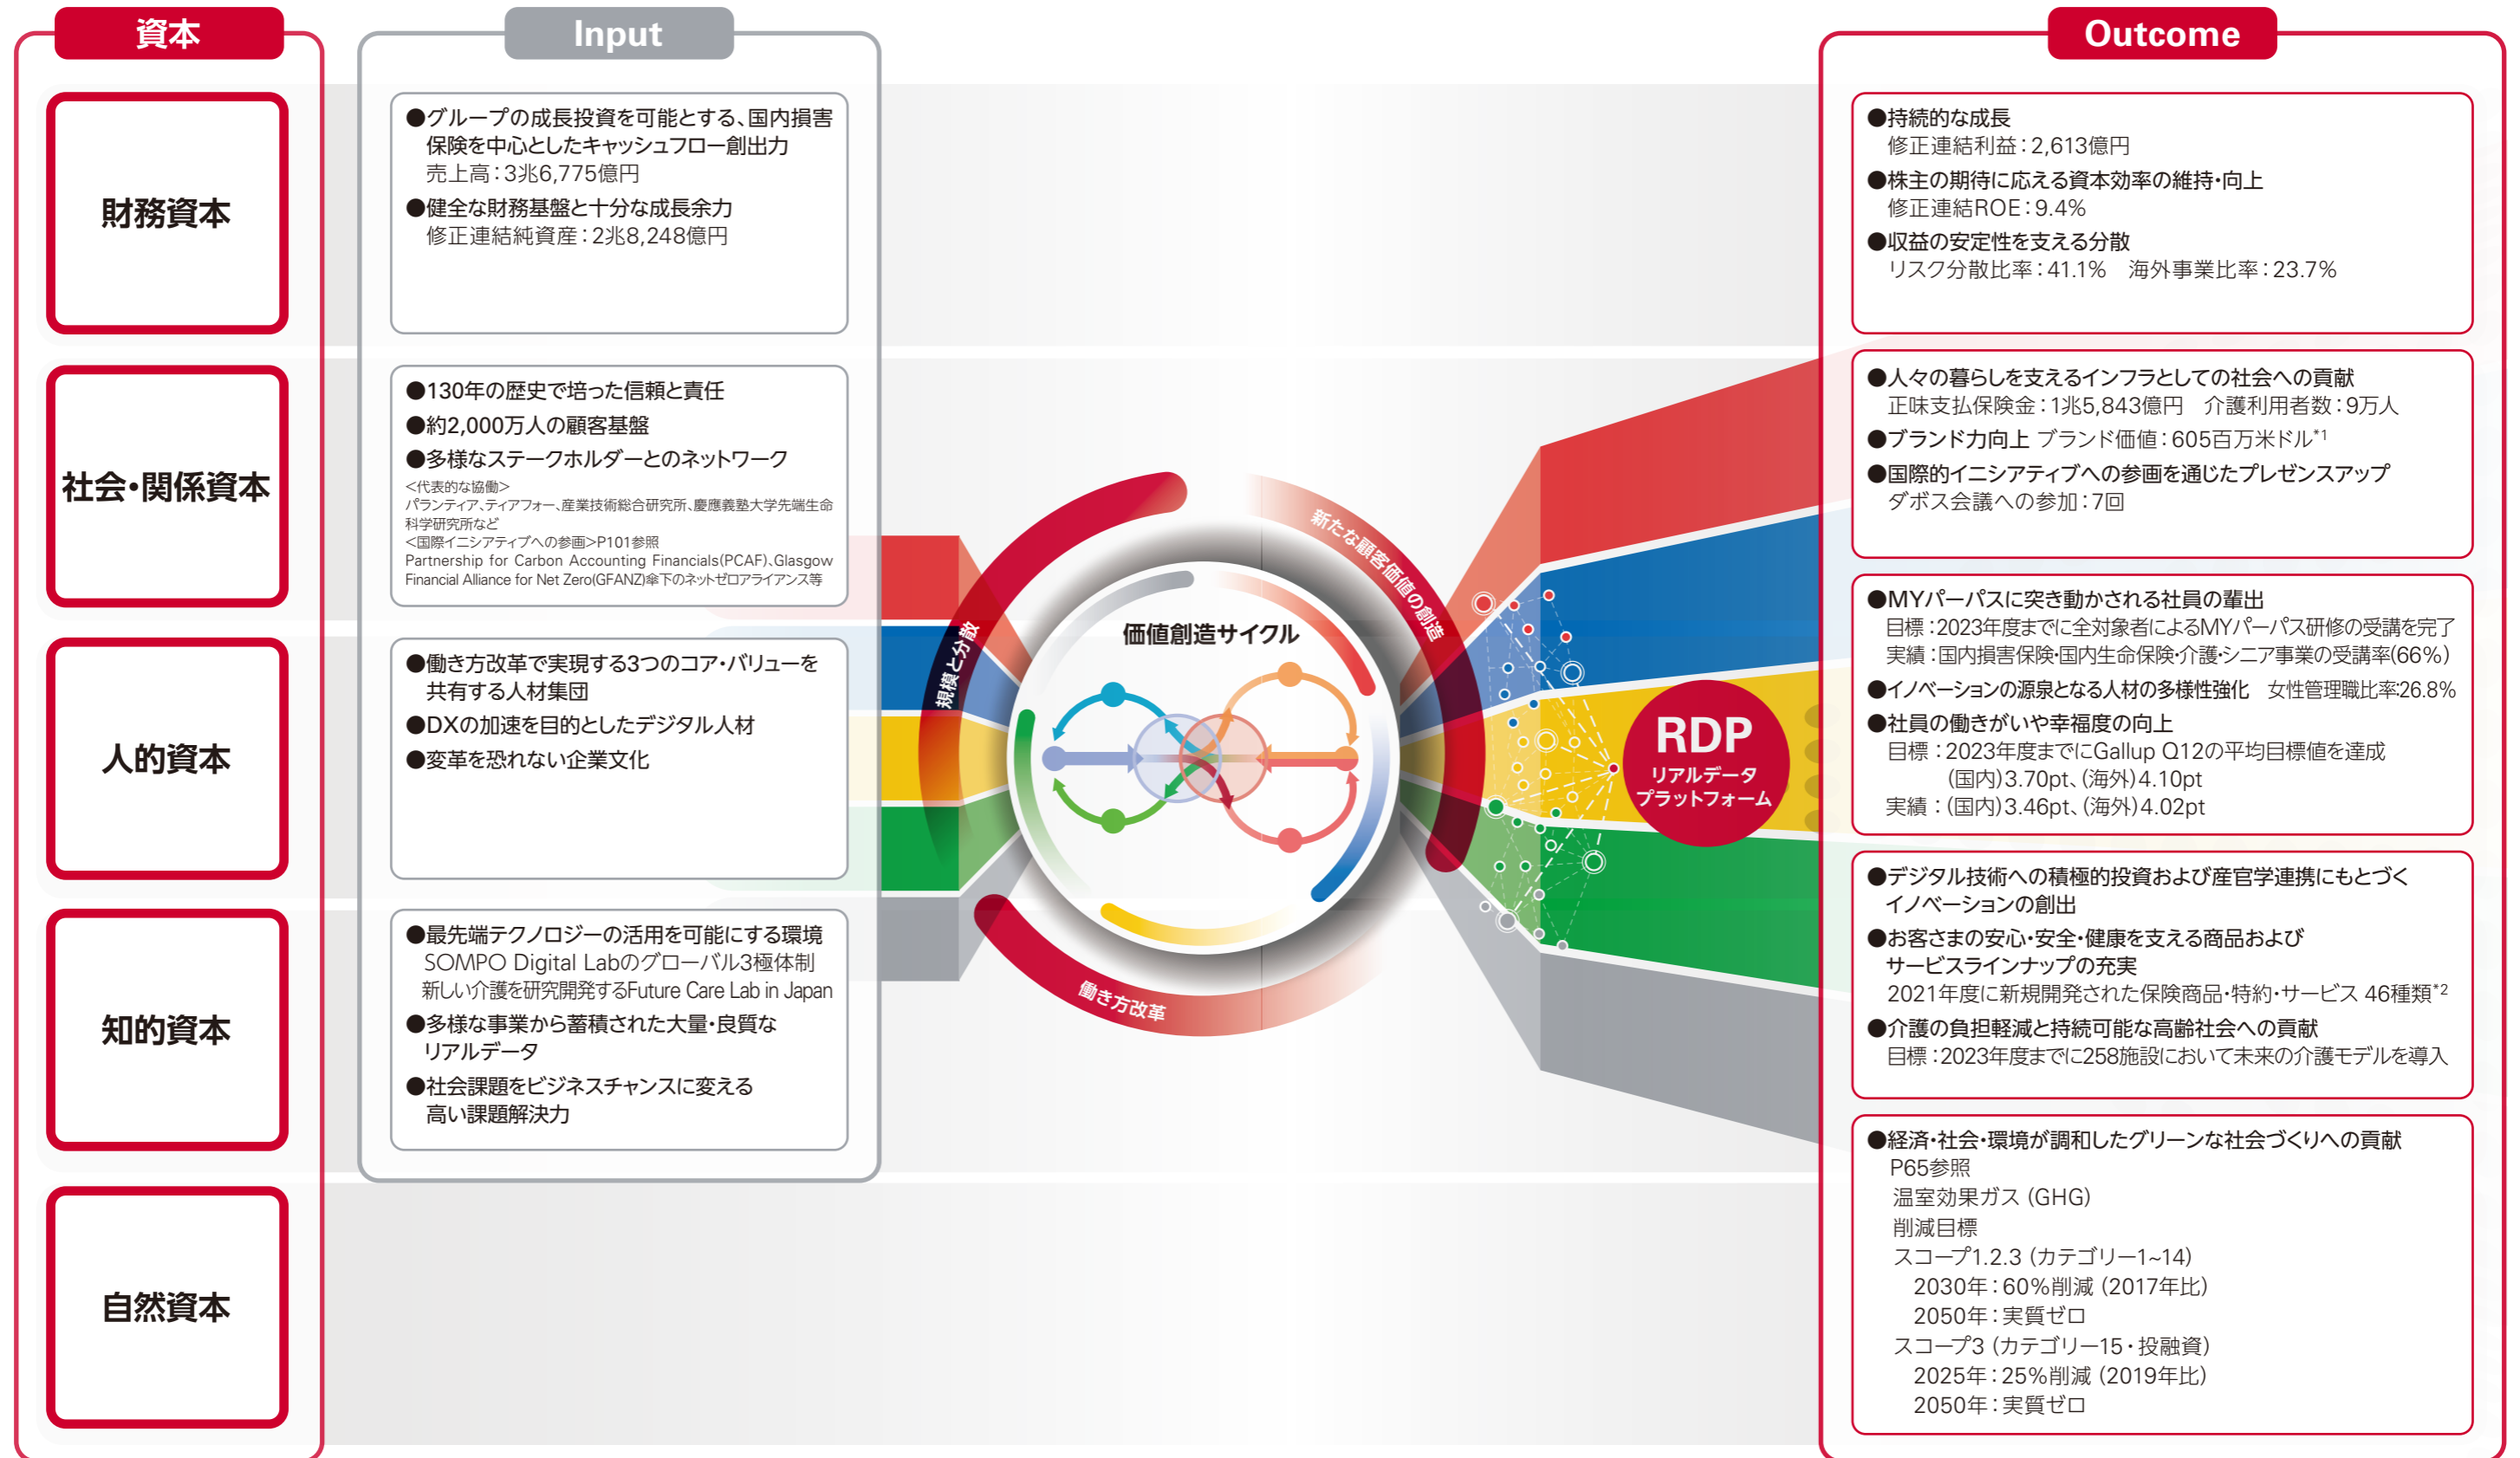 資本
財務資本
社会・関係資本
人的資本
知的資本
自然資本
Input
●グループの成長投資を可能とする、国内損害
保険を中心としたキャッシュフロー創出力
売上高：3兆6,775億円
●健全な財務基盤と十分な成長余力
修正連結純資産：2兆8,248億円
●130年の歴史で培った信頼と責任
●約2,000万人の顧客基盤
●多様なステークホルダーとのネットワーク
<代表的な協働>
パランティア、ティアフォー、産業技術総合研究所、慶應義塾大学先端生命
科学研究所など
<国際イニシアティブへの参画>P101参照
Partnership for Carbon Accounting Financials(PCAF)、Glasgow
Financial Alliance for Net Zero(GFANZ)傘下のネットゼロアライアンス等
●働き方改革で実現する3つのコア・バリューを
共有する人材集団
●DXの加速を目的としたデジタル人材
●変革を恐れない企業文化
●最先端テクノロジーの活用を可能にする環境
SOMPO Digital Labのグローバル3極体制
新しい介護を研究開発するFuture Care Lab in Japan
●多様な事業から蓄積された大量・良質な
リアルデータ
●社会課題をビジネスチャンスに変える
高い課題解決力
規模と分散
新たな顧客価値の創造
働き方改革
価値創造サイクル
RDP
リアルデータ
プラットフォーム
Outcome
●持続的な成長
修正連結利益：2,613億円
●株主の期待に応える資本効率の維持・向上
修正連結ROE：9.4%
●収益の安定性を支える分散
リスク分散比率：41.1%　海外事業比率：23.7%
●人々の暮らしを支えるインフラとしての社会への貢献
正味支払保険金：1兆5,843億円　介護利用者数：9万人
●ブランド力向上 ブランド価値：605百万米ドル*1
●国際的イニシアティブへの参画を通じたプレゼンスアップ
ダボス会議への参加：7回
●MYパーパスに突き動かされる社員の輩出
目標：2023年度までに全対象者によるMYパーパス研修の受講を完了
実績：国内損害保険・国内生命保険・介護・シニア事業の受講率(66%)
●イノベーションの源泉となる人材の多様性強化　女性管理職比率：26.8%
●社員の働きがいや幸福度の向上
目標：2023年度までにGallup Q12の平均目標値を達成
(国内)3.70pt、(海外)4.10pt
実績：(国内)3.46pt、(海外)4.02pt
●デジタル技術への積極的投資および産官学連携にもとづく
イノベーションの創出
●お客さまの安心・安全・健康を支える商品および
サービスラインナップの充実
2021年度に新規開発された保険商品・特約・サービス 46種類*2
●介護の負担軽減と持続可能な高齢社会への貢献
目標：2023年度までに258施設において未来の介護モデルを導入
●経済・社会・環境が調和したグリーンな社会づくりへの貢献
P65参照
温室効果ガス (GHG)
削減目標
スコープ1.2.3 (カテゴリー1~14)
2030年：60%削減 (2017年比)
2050年：実質ゼロ
スコープ3 (カテゴリー15・投融資)
2025年：25%削減 (2019年比)
2050年：実質ゼロ